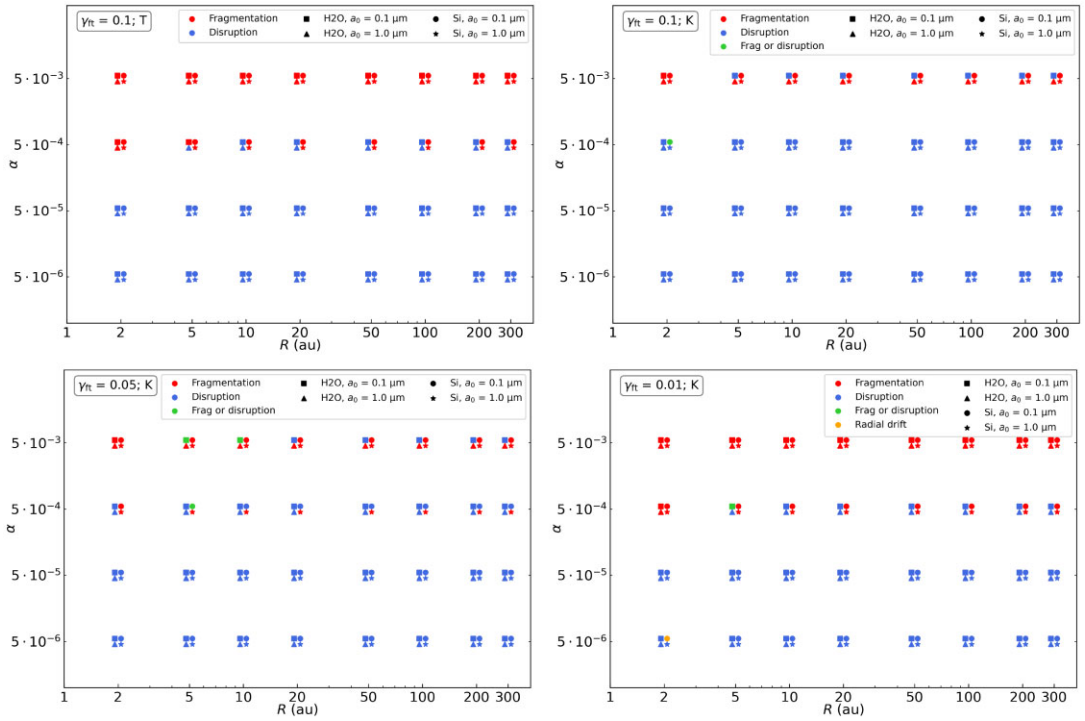 γft = 0.1; T
Fragmentation
Disruption
H2O, a0 = 0.1 μm
H2O, a0 = 1.0 μm
Si, a0 = 0.1 μm
Si, a0 = 1.0 μm
α
5 · 10−3
5 · 10−4
5 · 10−5
5 · 10−6
1 2 5 10 20 50 100 200 300
R (au)
γft = 0.1; K
Fragmentation
Disruption
Frag or disruption
H2O, a0 = 0.1 μm
H2O, a0 = 1.0 μm
Si, a0 = 0.1 μm
Si, a0 = 1.0 μm
α
5 · 10−3
5 · 10−4
5 · 10−5
5 · 10−6
1 2 5 10 20 50 100 200 300
R (au)
γft = 0.05; K
Fragmentation
Disruption
Frag or disruption
H2O, a0 = 0.1 μm
H2O, a0 = 1.0 μm
Si, a0 = 0.1 μm
Si, a0 = 1.0 μm
α
5 · 10−3
5 · 10−4
5 · 10−5
5 · 10−6
1 2 5 10 20 50 100 200 300
R (au)
γft = 0.01; K
Fragmentation
Disruption
Frag or disruption
Radial drift
H2O, a0 = 0.1 μm
H2O, a0 = 1.0 μm
Si, a0 = 0.1 μm
Si, a0 = 1.0 μm
α
5 · 10−3
5 · 10−4
5 · 10−5
5 · 10−6
1 2 5 10 20 50 100 200 300
R (au)